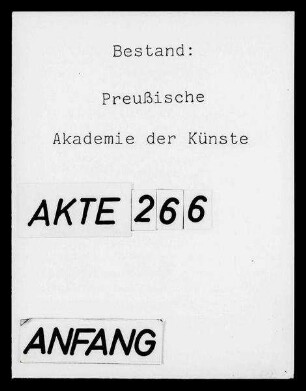 Bestand:
Preußische
Akademie der Künste
AKTE 266
ANFANG